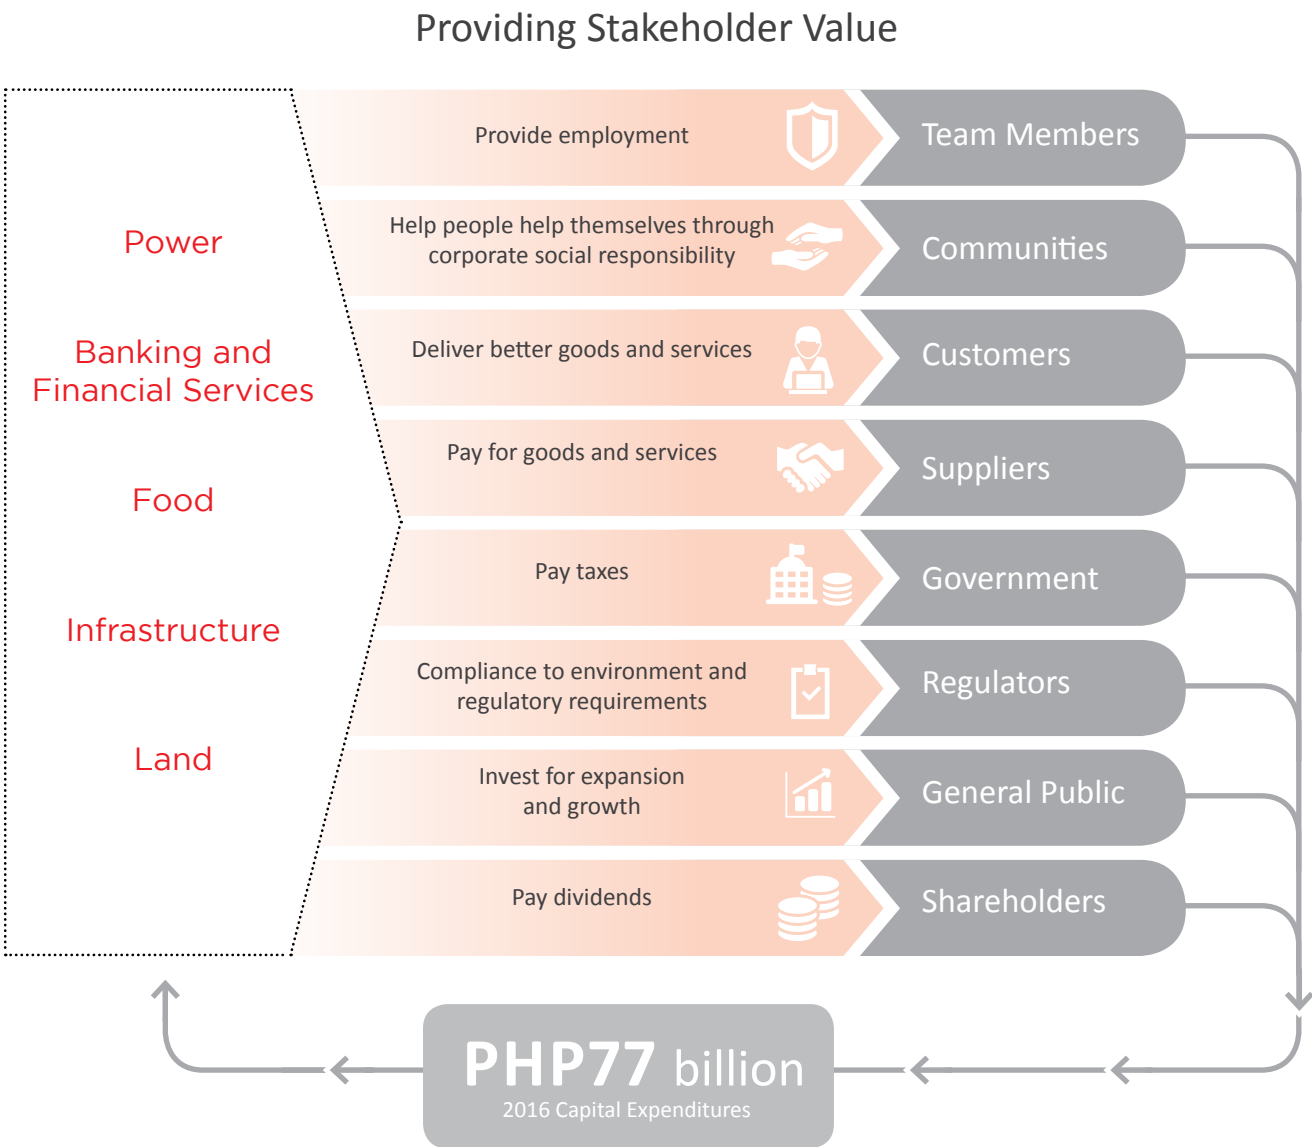 Providing Stakeholder Value
Power
Banking and
Financial Services
Food
Infrastructure
Land
Provide employment
Team Members
Help people help themselves through
corporate social responsibility
Communities
Deliver better goods and services
Customers
Pay for goods and services
Suppliers
Pay taxes
Government
Compliance to environment and
regulatory requirements
Regulators
Invest for expansion
and growth
General Public
Pay dividends
Shareholders
PHP77 billion
2016 Capital Expenditures